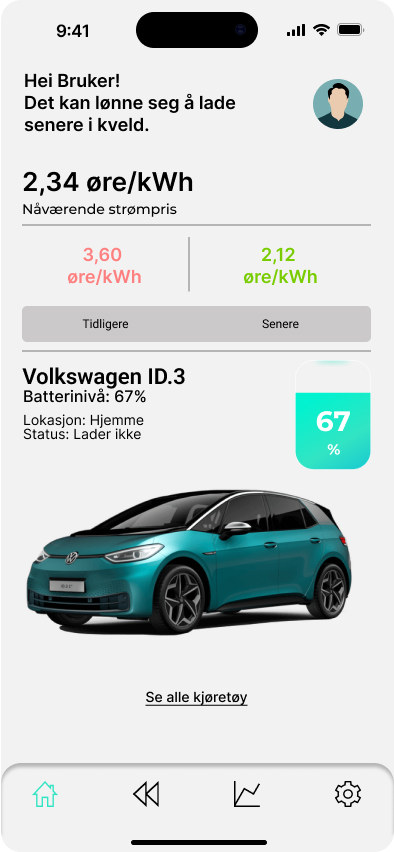 9:41
Hei Bruker!
Det kan lønne seg å lade
senere i kveld.
2,34 øre/kWh
Nåværende strømpris
3,60
øre/kWh
2,12
øre/kWh
Tidligere
Senere
Volkswagen ID.3
Batterinivå: 67%
Lokasjon: Hjemme
Status: Lader ikke
67
%
Se alle kjøretøy